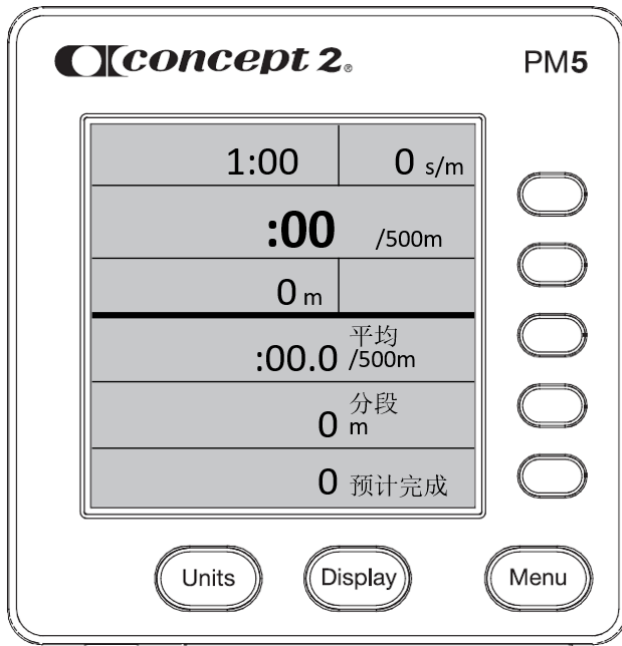 concept 2® PM5
1:00 0 s/m
:00 /500m
0 m
:00.0 平均 /500m
0 分段 m
0 预计完成
Units Display Menu